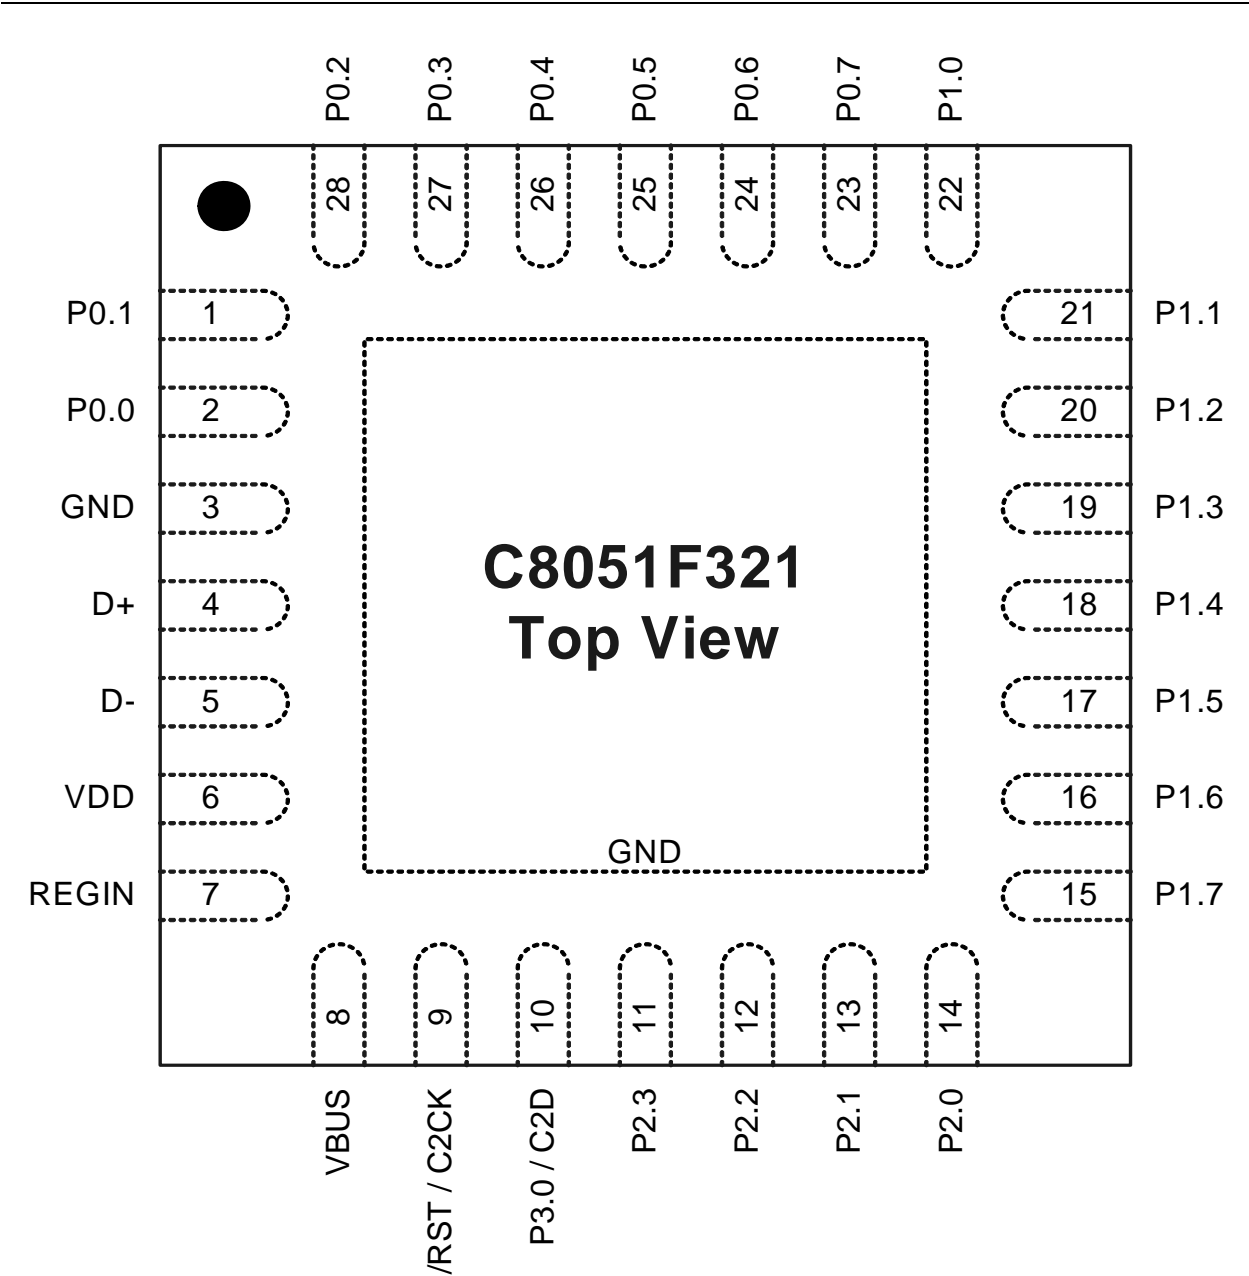 P0.2 P0.3 P0.4 P0.5 P0.6 P0.7 P1.0
28 27 26 25 24 23 22
P0.1 1 21 P1.1
P0.0 2 20 P1.2
GND 3 19 P1.3
C8051F321
D+ 4 18 P1.4
Top View
D- 5 17 P1.5
VDD 6 16 P1.6
GND
REGIN 7 15 P1.7
8 9 10 11 12 13 14
VBUS /RST / C2CK P3.0 / C2D P2.3 P2.2 P2.1 P2.0